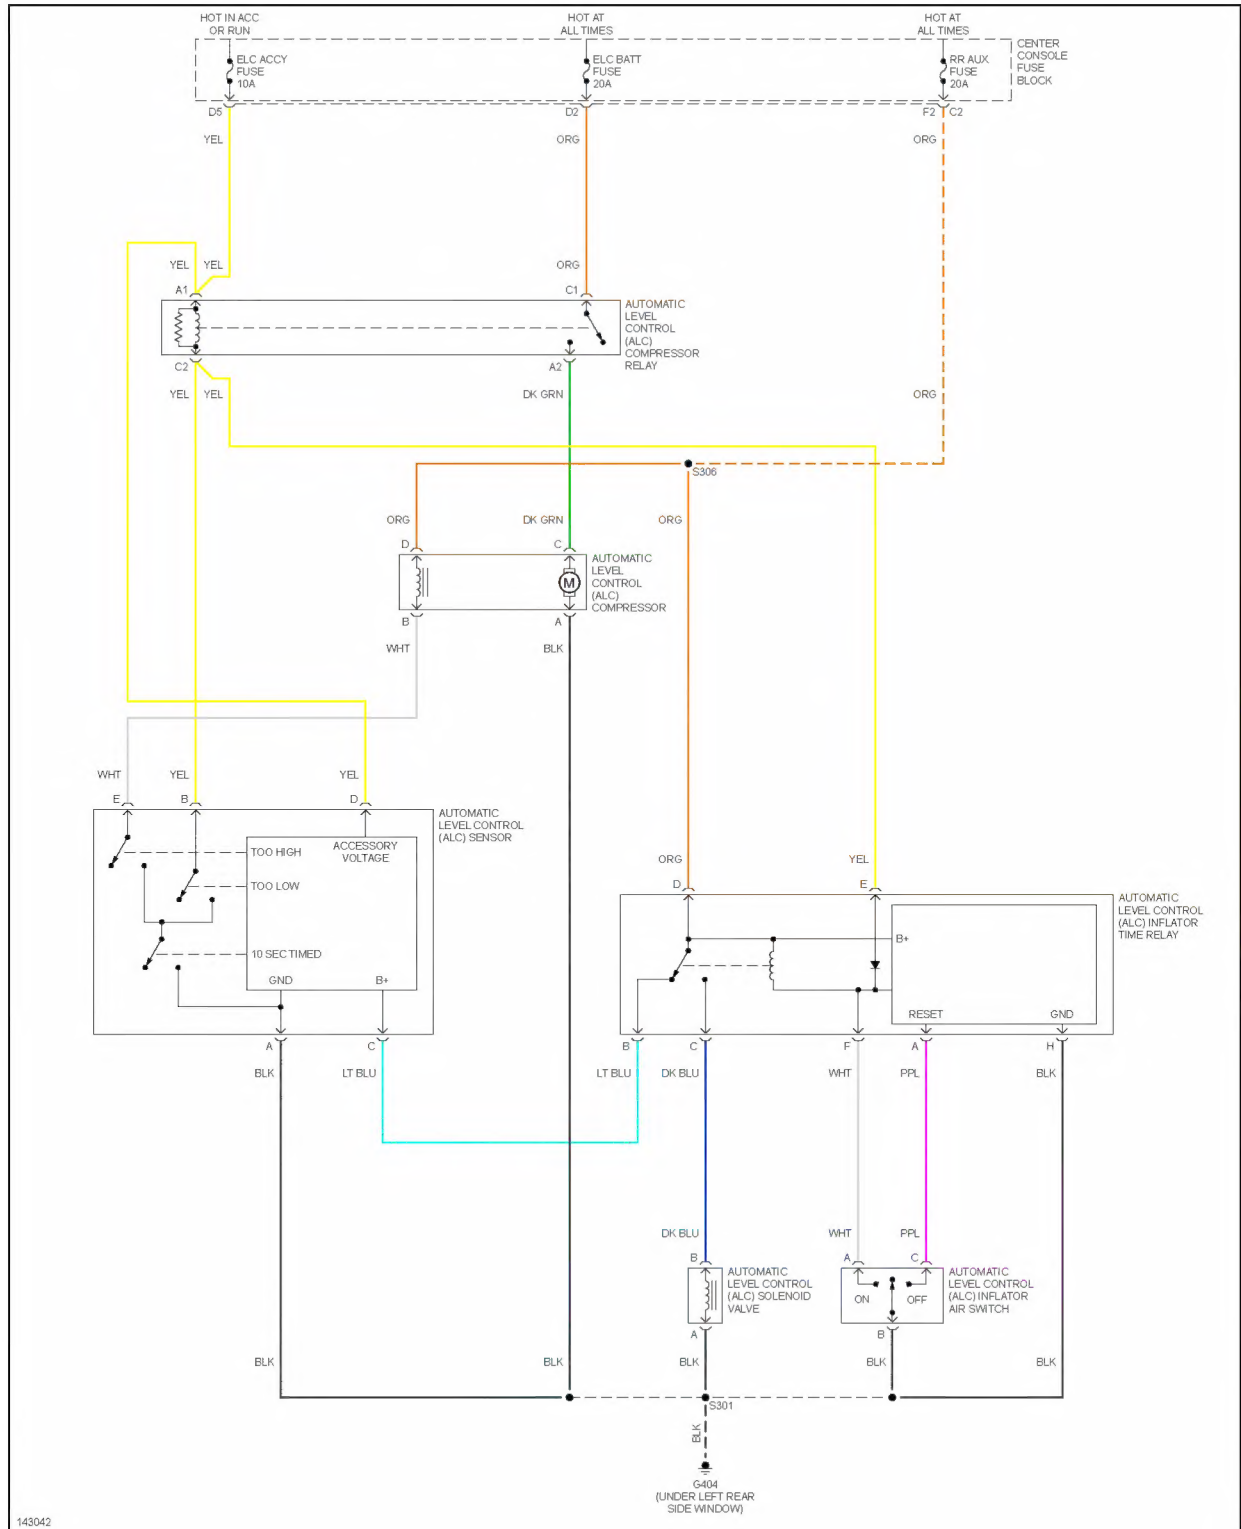 HOT IN ACC
OR RUN
HOT AT
ALL TIMES
HOT AT
ALL TIMES
ELC ACCY
FUSE
10A
ELC BATT
FUSE
20A
RR AUX
FUSE
20A
CENTER
CONSOLE
FUSE
BLOCK
D5
D2
F2
C2
YEL
ORG
ORG
YEL
YEL
ORG
A1
C1
AUTOMATIC
LEVEL
CONTROL
(ALC)
COMPRESSOR
RELAY
C2
A2
YEL
YEL
DK GRN
ORG
S306
ORG
DK GRN
ORG
D
C
AUTOMATIC
LEVEL
CONTROL
(ALC)
COMPRESSOR
M
B
A
WHT
BLK
WHT
YEL
YEL
E
B
D
AUTOMATIC
LEVEL CONTROL
(ALC) SENSOR
ACCESSORY
VOLTAGE
TOO HIGH
TOO LOW
10 SEC TIMED
GND
B+
ORG
YEL
D
E
AUTOMATIC
LEVEL CONTROL
(ALC) INFLATOR
TIME RELAY
B+
RESET
GND
A
C
B
C
F
A
H
BLK
LT BLU
LT BLU
DK BLU
WHT
PPL
BLK
DK BLU
WHT
PPL
B
A
C
AUTOMATIC
LEVEL CONTROL
(ALC) SOLENOID
VALVE
ON
OFF
AUTOMATIC
LEVEL CONTROL
(ALC) INFLATOR
AIR SWITCH
A
B
BLK
BLK
BLK
BLK
BLK
S301
BLK
G404
(UNDER LEFT REAR
SIDE WINDOW)
143042